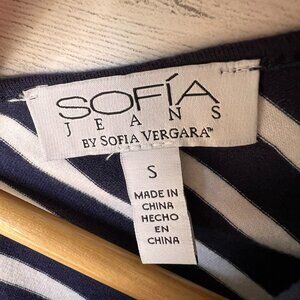 SOFÍA
JEANS
BY SOFIA VERGARA™
S
MADE IN
CHINA
HECHO
EN
CHINA